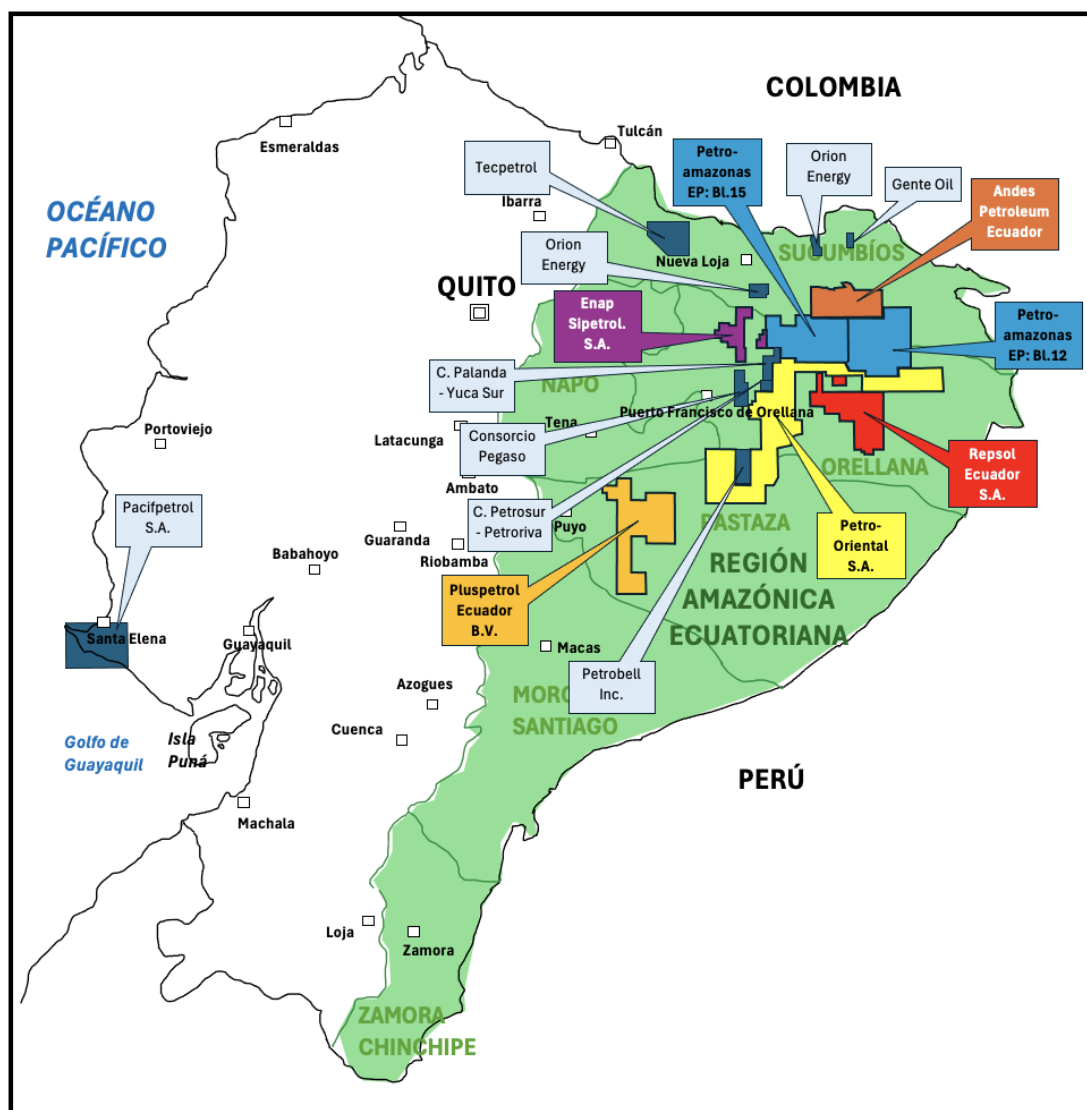 COLOMBIA
Tulcán
Esmeraldas
Tecpetrol
Petro-
amazonas
EP: Bl.15
Orion
Energy
Gente Oil
Andes
Petroleum
Ecuador
Ibarra
OCÉANO
PACÍFICO
SUCUMBÍOS
Orion
Energy
Nueva Loja
QUITO
Enap
Sipetrol.
S.A.
Petro-
amazonas
EP: Bl.12
C. Palanda
- Yuca Sur
NAPO
Puerto Francisco de Orellana
Tena
Portoviejo
Latacunga
Consorcio
Pegaso
Repsol
Ecuador
S.A.
ORELLANA
Ambato
Pacifpetrol
S.A.
C. Petrosur
- Petroriva
Puyo
PASTAZA
Petro-
Oriental
S.A.
Guaranda
Babahoyo
Riobamba
REGIÓN
AMAZÓNICA
ECUATORIANA
Pluspetrol
Ecuador
B.V.
Santa Elena
Guayaquil
Macas
Petrobell
Inc.
Azogues
MORO
SANTIAGO
Cuenca
Golfo de
Guayaquil
Isla
Puná
PERÚ
Machala
Loja
Zamora
ZAMORA
CHINCHIPE